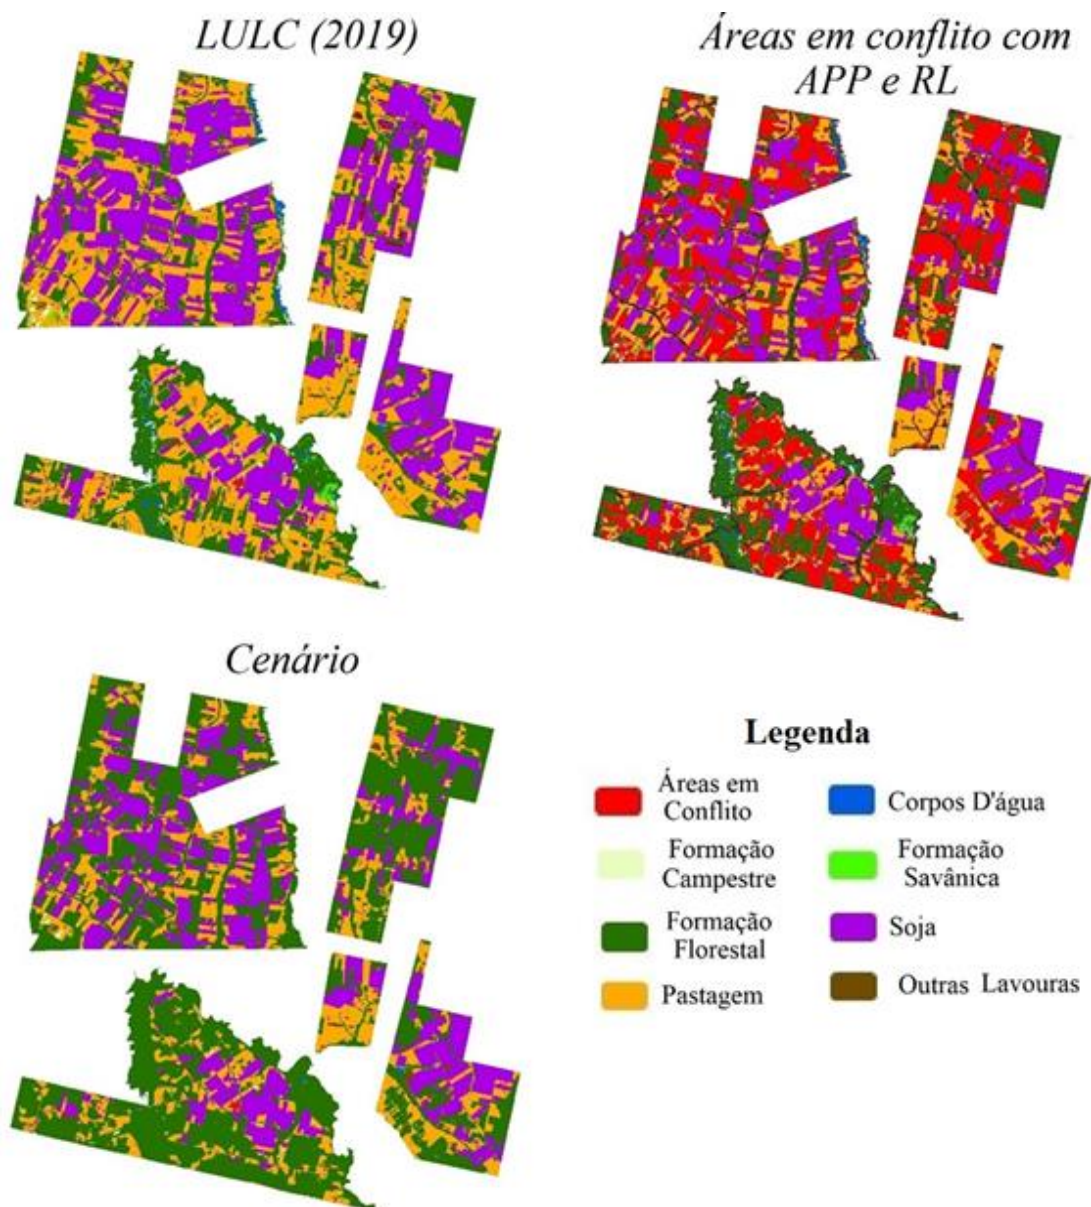 LULC (2019)
Áreas em conflito com
APP e RL
Cenário
Legenda
Áreas em
Conflito
Corpos D'água
Formação
Campestre
Formação
Savânica
Formação
Florestal
Soja
Pastagem
Outras Lavouras